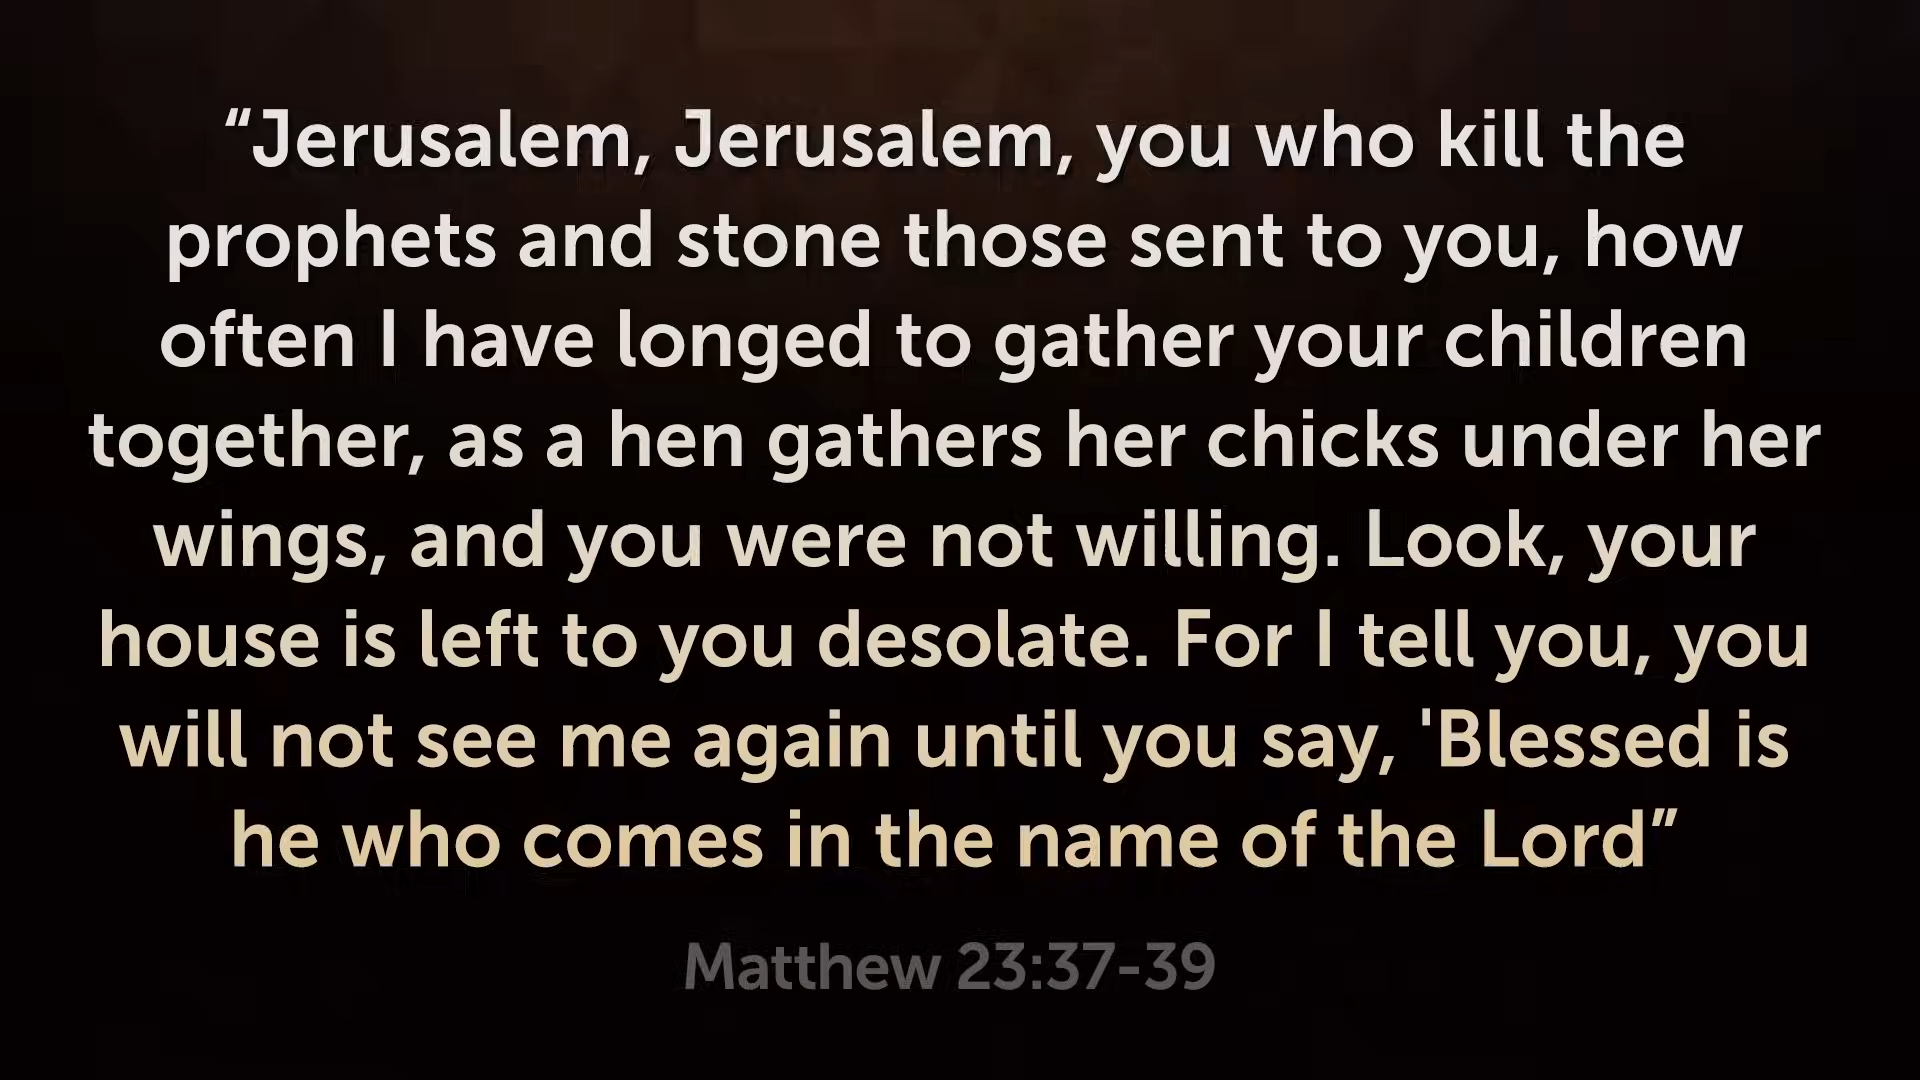 “Jerusalem, Jerusalem, you who kill the
prophets and stone those sent to you, how
often I have longed to gather your children
together, as a hen gathers her chicks under her
wings, and you were not willing. Look, your
house is left to you desolate. For I tell you, you
will not see me again until you say, 'Blessed is
he who comes in the name of the Lord”
Matthew 23:37-39